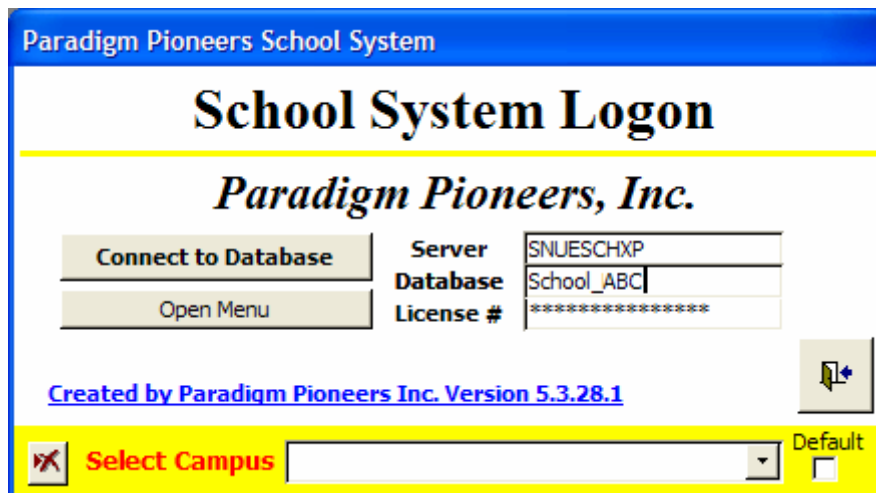 Paradigm Pioneers School System
School System Logon
Paradigm Pioneers, Inc.
Connect to Database
Server SNUESCHXP
Database School_ABC
Open Menu
License # ***************
Created by Paradigm Pioneers Inc. Version 5.3.28.1
Select Campus
Default